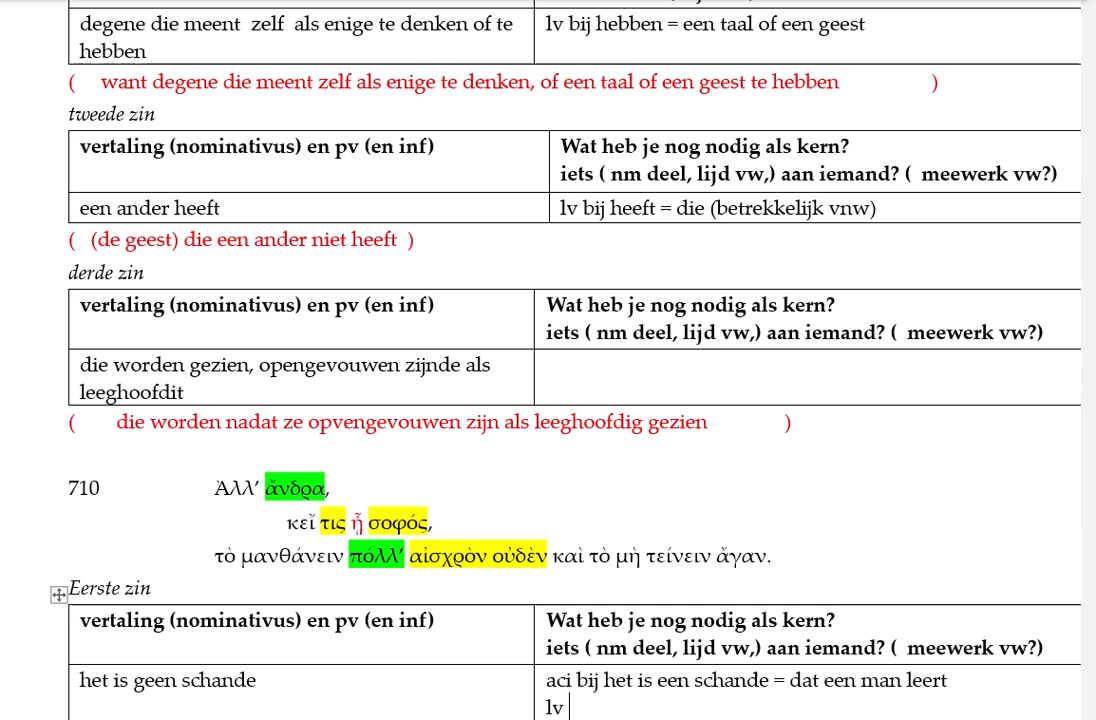 degene die meent zelf als enige te denken of te
hebben
lv bij hebben = een taal of een geest
( want degene die meent zelf als enige te denken, of een taal of een geest te hebben )
tweede zin
vertaling (nominativus) en pv (en inf)
Wat heb je nog nodig als kern?
iets ( nm deel, lijd vw,) aan iemand? ( meewerk vw?)
een ander heeft
lv bij heeft = die (betrekkelijk vnw)
( (de geest) die een ander niet heeft )
derde zin
vertaling (nominativus) en pv (en inf)
Wat heb je nog nodig als kern?
iets ( nm deel, lijd vw,) aan iemand? ( meewerk vw?)
die worden gezien, opengevouwen zijnde als
leeghoofdit
( die worden nadat ze opvengevouwen zijn als leeghoofdig gezien )
710 Ἀλλ’ ἄνδρα,
κεἴ τις ᾖ σοφός,
τὸ μανθάνειν πόλλ’ αἰσχρὸν οὐδὲν καὶ τὸ μὴ τείνειν ἄγαν.
Eerste zin
vertaling (nominativus) en pv (en inf)
Wat heb je nog nodig als kern?
iets ( nm deel, lijd vw,) aan iemand? ( meewerk vw?)
het is geen schande
aci bij het is een schande = dat een man leert
lv